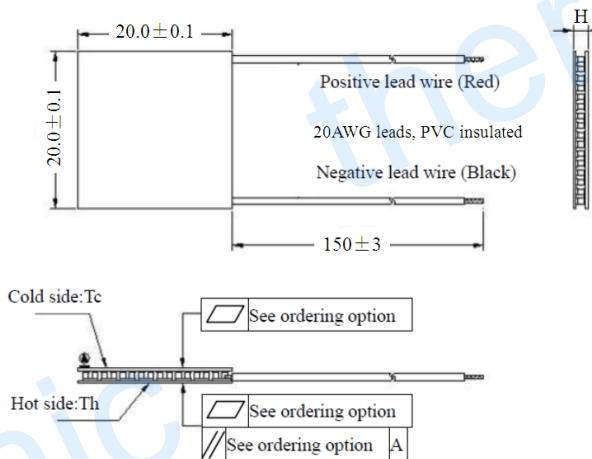 20.0±0.1
H
20.0±0.1
Positive lead wire (Red)
20AWG leads, PVC insulated
Negative lead wire (Black)
150±3
Cold side:Tc
See ordering option
A
Hot side:Th
See ordering option
See ordering option A